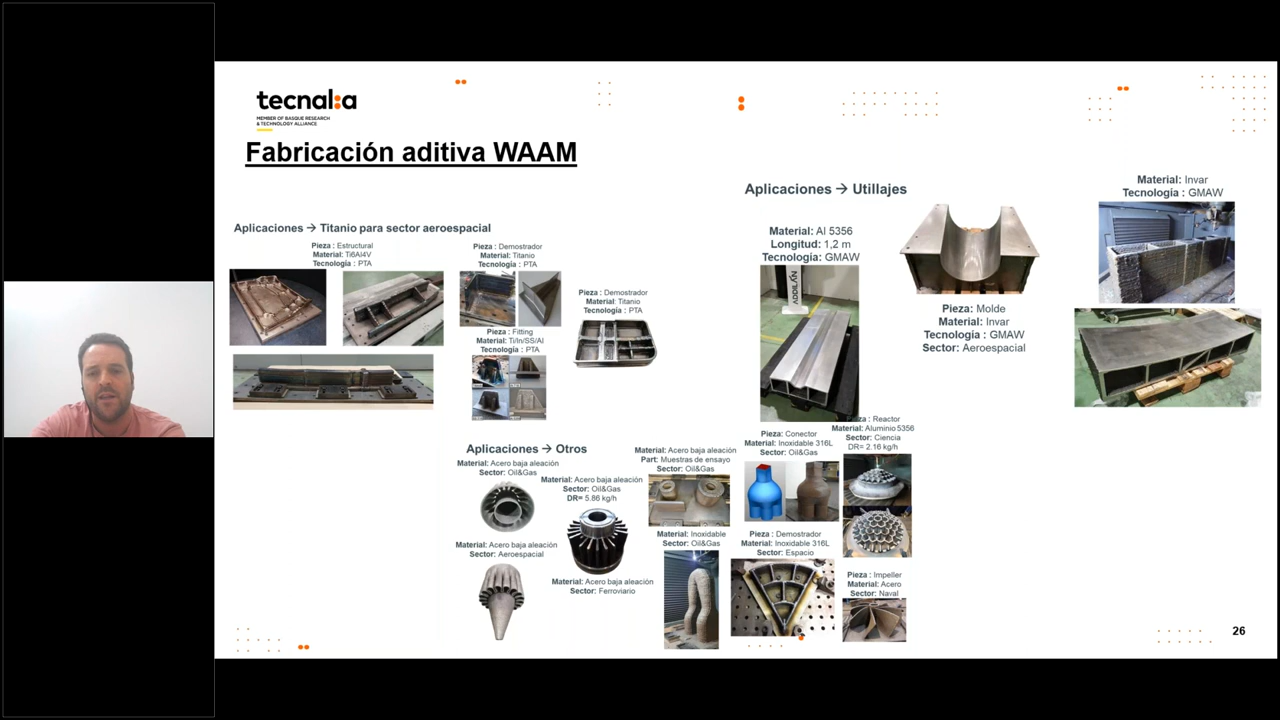 tecnal:a
MEMBER OF BASQUE RESEARCH
& TECHNOLOGY ALLIANCE
Fabricación aditiva WAAM
Aplicaciones → Titanio para sector aeroespacial
Pieza : Estructural
Material: Ti6Al4V
Tecnología : PTA
Pieza : Demostrador
Material: Titanio
Tecnología : PTA
Pieza : Fitting
Material: Ti/In/SS/Al
Tecnología : PTA
Pieza : Demostrador
Material: Titanio
Tecnología : PTA
Aplicaciones → Utillajes
Material: Al 5356
Longitud: 1,2 m
Tecnología: GMAW
Pieza: Molde
Material: Invar
Tecnología : GMAW
Sector: Aeroespacial
Material: Invar
Tecnología : GMAW
Aplicaciones → Otros
Material: Acero baja aleación
Sector: Oil&Gas
Material: Acero baja aleación
Sector: Oil&Gas
DR= 5.86 kg/h
Material: Acero baja aleación
Sector: Aeroespacial
Material: Acero baja aleación
Sector: Ferroviario
Material: Acero baja aleación
Part: Muestras de ensayo
Sector: Oil&Gas
Material: Inoxidable
Sector: Oil&Gas
Pieza: Conector
Material: Inoxidable 316L
Sector: Oil&Gas
Pieza : Demostrador
Material: Inoxidable 316L
Sector: Espacio
Pieza : Reactor
Material: Aluminio 5356
Sector: Ciencia
DR= 2.16 kg/h
Pieza : Impeller
Material: Acero
Sector: Naval
26